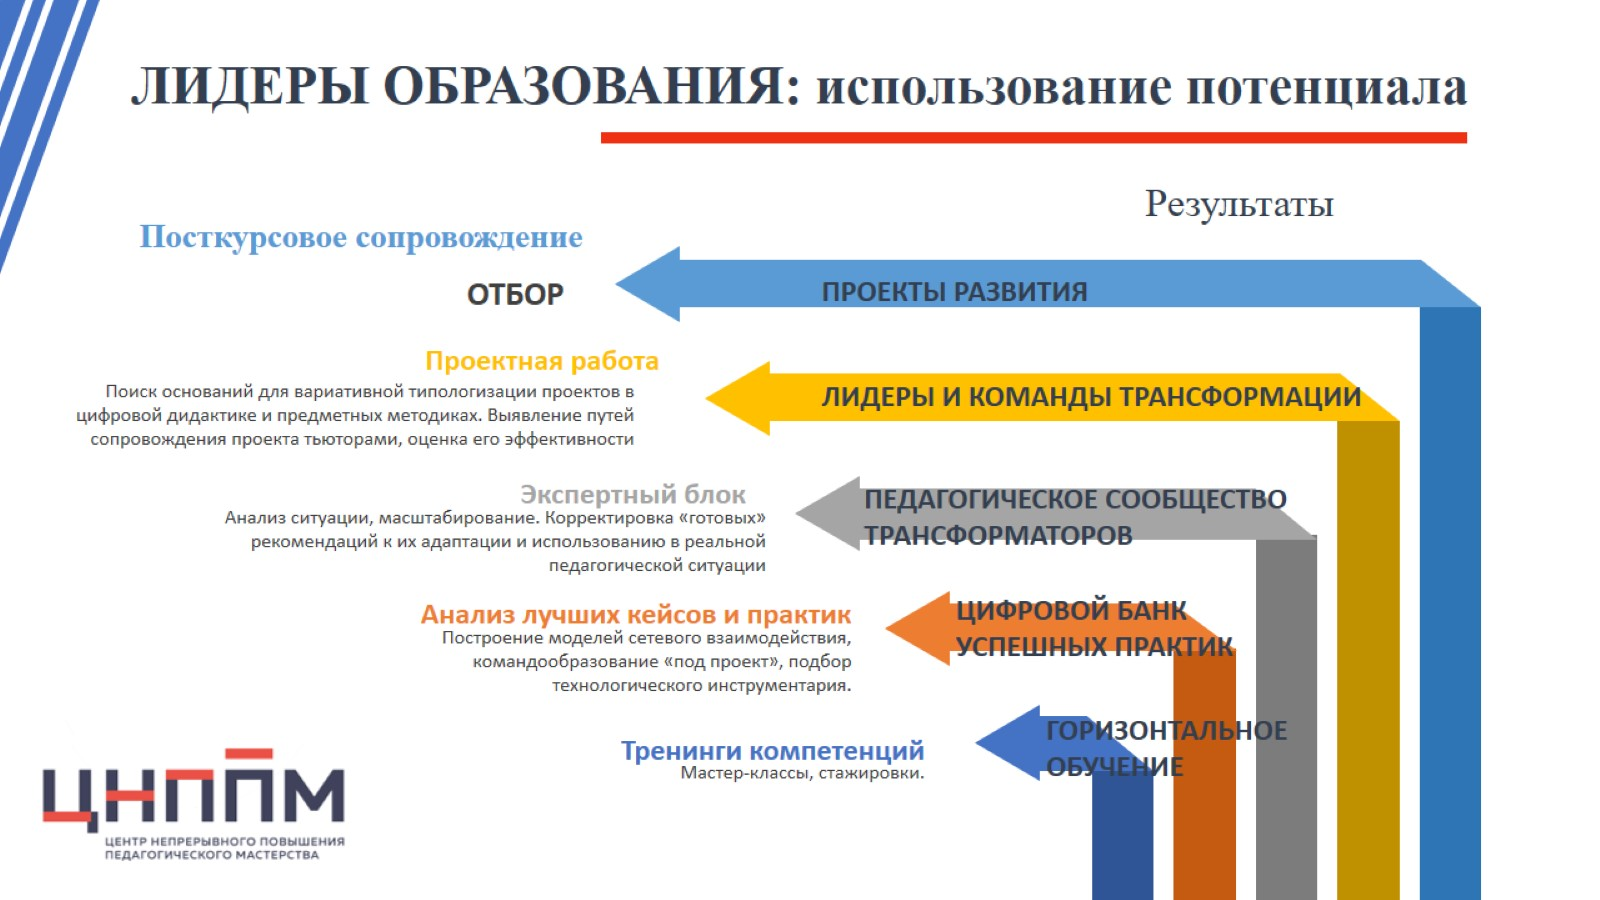 ЛИДЕРЫ ОБРАЗОВАНИЯ: использование потенциала
Результаты
Посткурсовое сопровождение
ОТБОР
ПРОЕКТЫ РАЗВИТИЯ
Проектная работа
Поиск оснований для вариативной типологизации проектов в
цифровой дидактике и предметных методиках. Выявление путей
сопровождения проекта тьюторами, оценка его эффективности
ЛИДЕРЫ И КОМАНДЫ ТРАНСФОРМАЦИИ
Экспертный блок
Анализ ситуации, масштабирование. Корректировка «готовых»
рекомендаций к их адаптации и использованию в реальной
педагогической ситуации
ПЕДАГОГИЧЕСКОЕ СООБЩЕСТВО
ТРАНСФОРМАТОРОВ
Анализ лучших кейсов и практик
Построение моделей сетевого взаимодействия,
командообразование «под проект», подбор
технологического инструментария.
ЦИФРОВОЙ БАНК
УСПЕШНЫХ ПРАКТИК
Тренинги компетенций
Мастер-классы, стажировки.
ГОРИЗОНТАЛЬНОЕ
ОБУЧЕНИЕ
ЦНППМ
ЦЕНТР НЕПРЕРЫВНОГО ПОВЫШЕНИЯ
ПЕДАГОГИЧЕСКОГО МАСТЕРСТВА